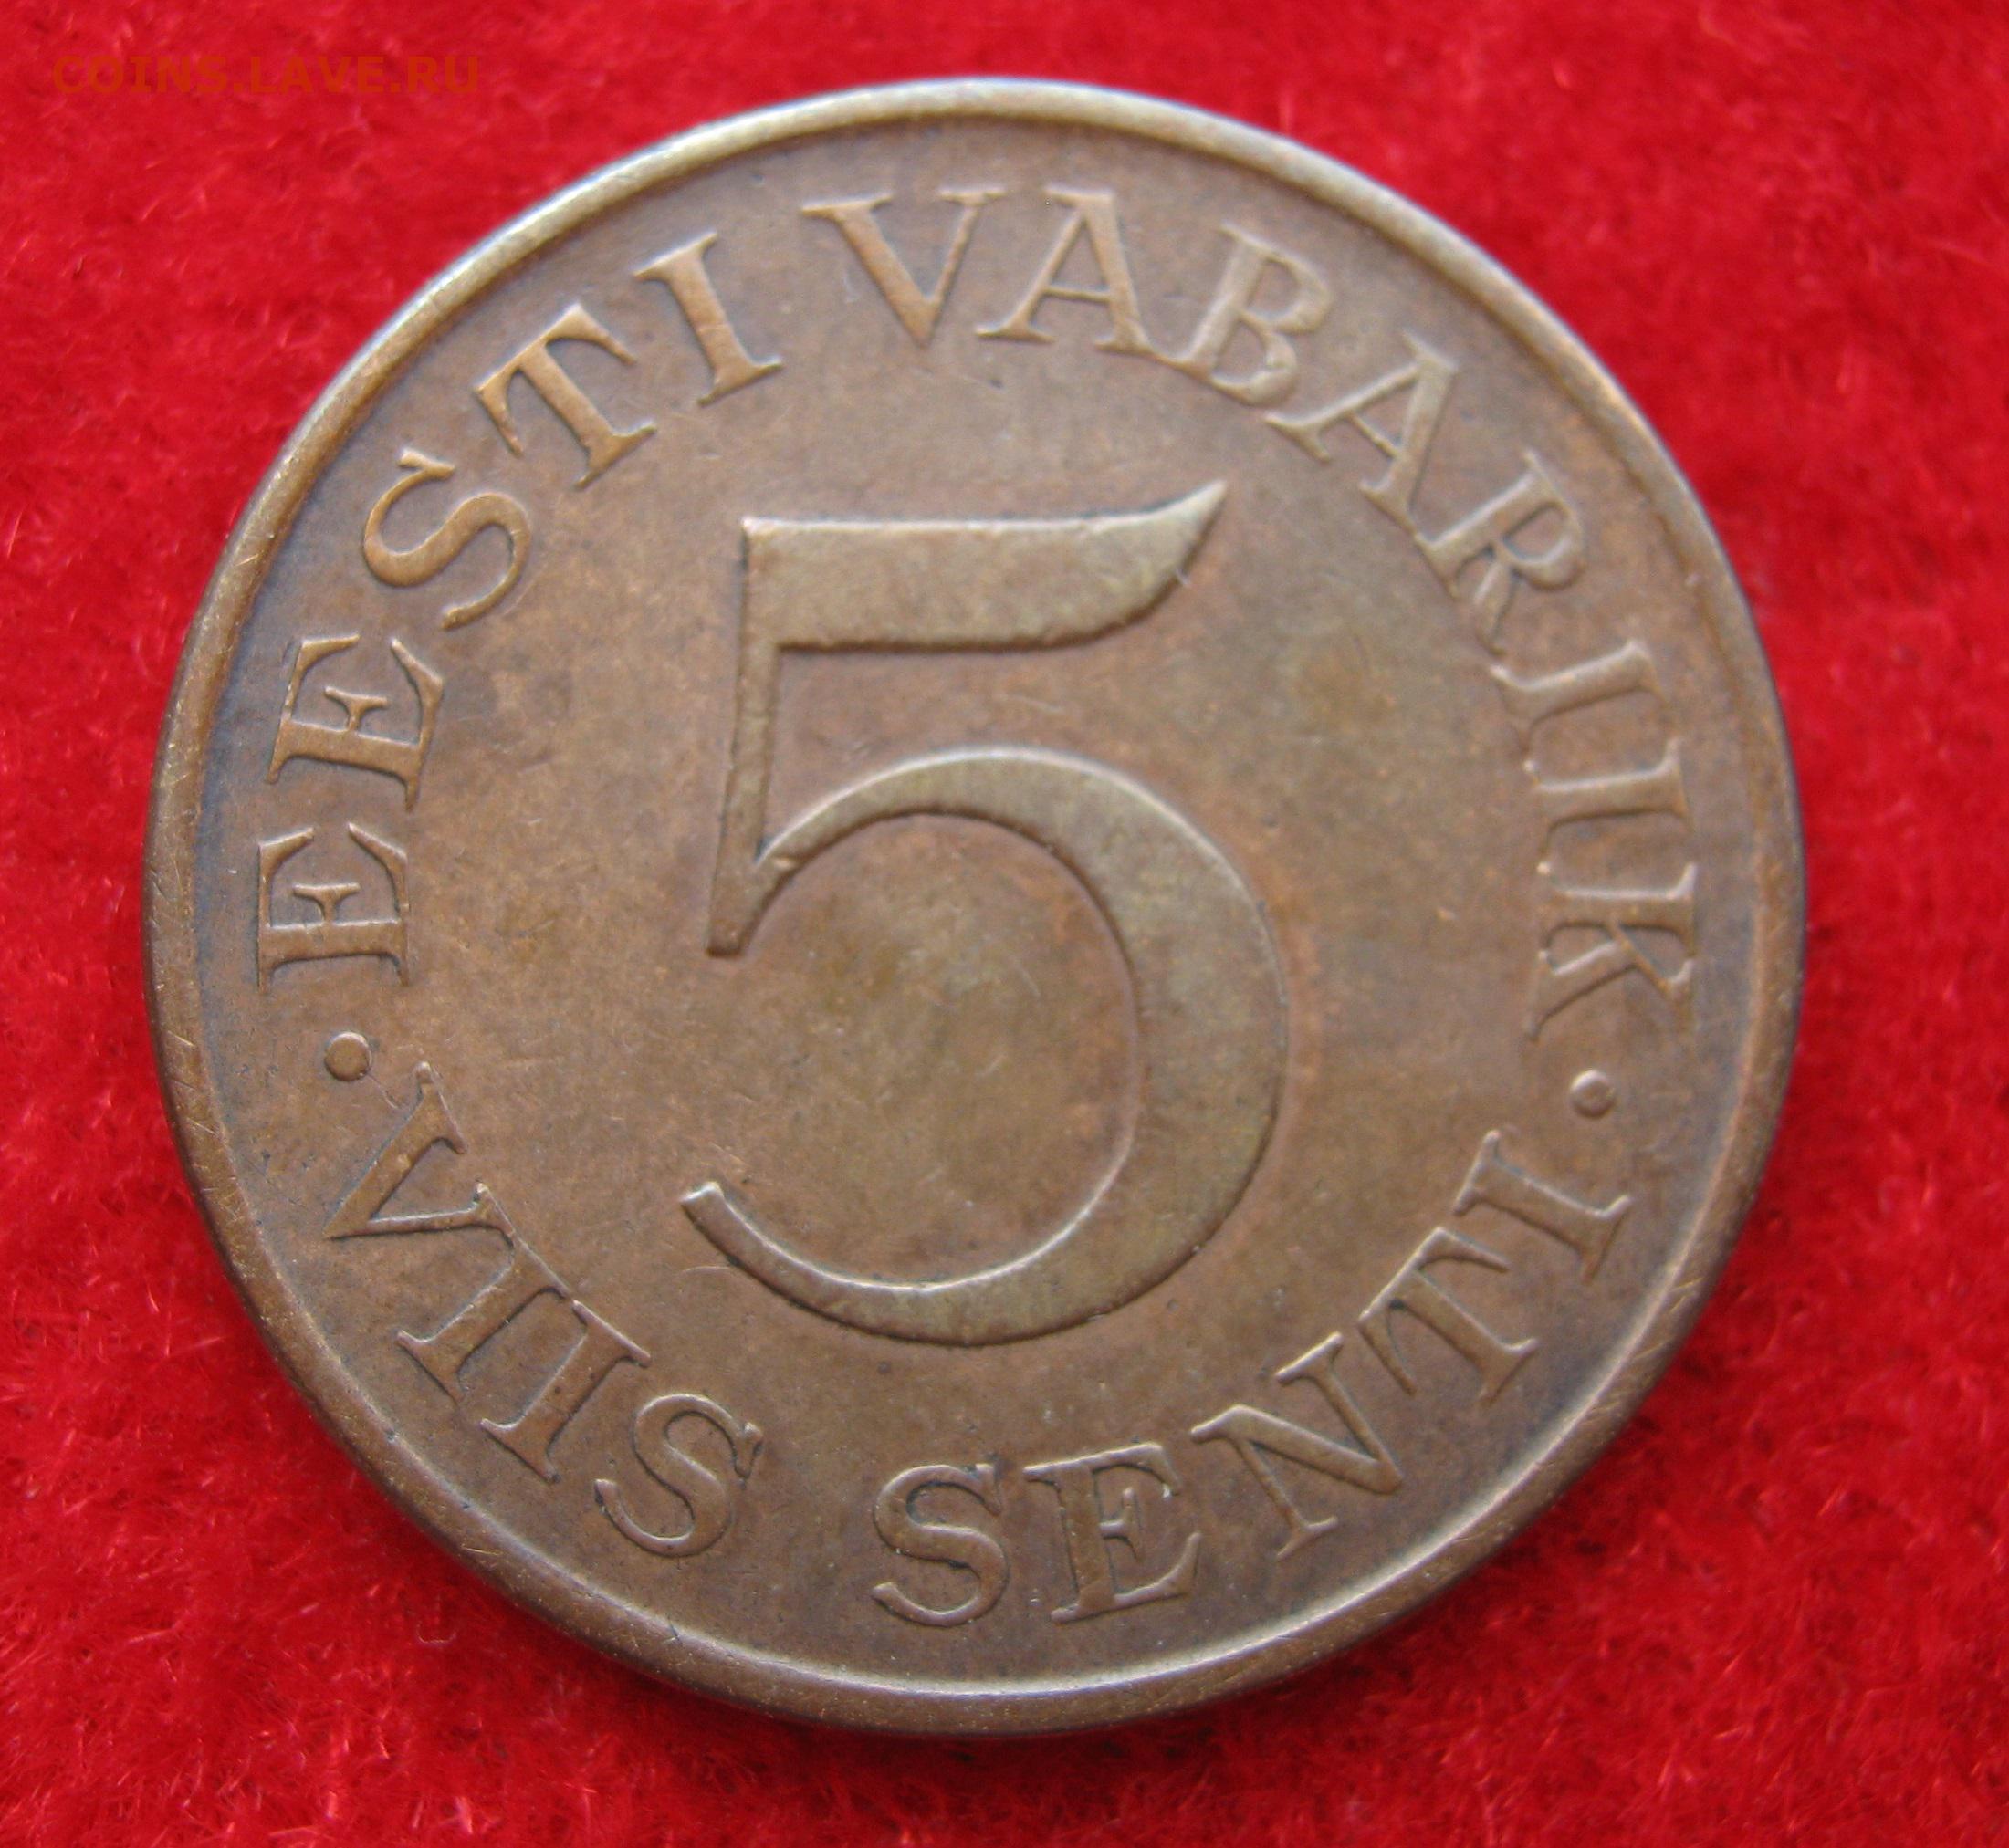 COINS.LAVE.RU
· EESTI VABARIIK ·
5
VIIS SENTI